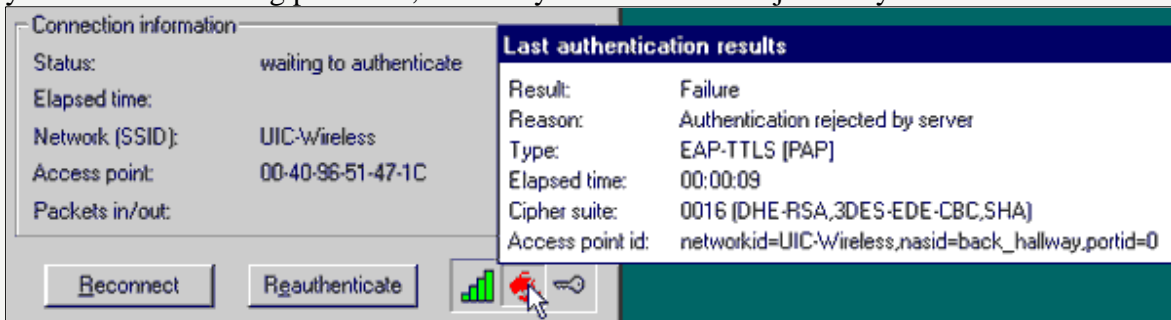 Connection information
Status: waiting to authenticate
Elapsed time:
Network (SSID): UIC-Wireless
Access point: 00-40-96-51-47-1C
Packets in/out:
Reconnect
Reauthenticate
Last authentication results
Result: Failure
Reason: Authentication rejected by server
Type: EAP-TTLS [PAP]
Elapsed time: 00:00:09
Cipher suite: 0016 (DHE-RSA,3DES-EDE-CBC,SHA)
Access point id: networkid=UIC-Wireless,nasid=back_hallway,portid=0